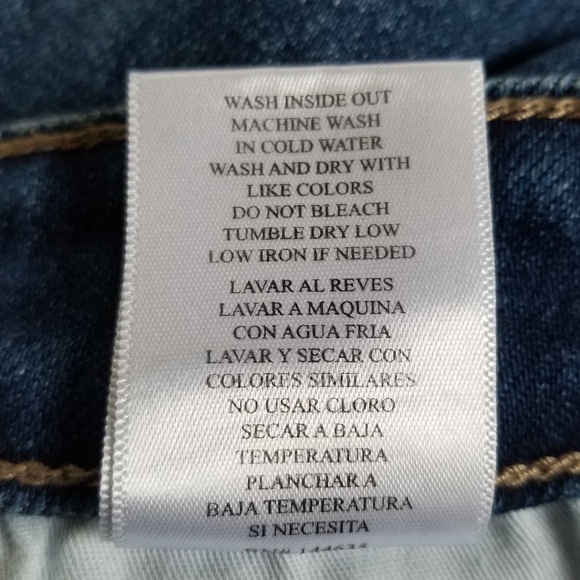 WASH INSIDE OUT
MACHINE WASH
IN COLD WATER
WASH AND DRY WITH
LIKE COLORS
DO NOT BLEACH
TUMBLE DRY LOW
LOW IRON IF NEEDED
LAVAR AL REVES
LAVAR A MAQUINA
CON AGUA FRIA
LAVAR Y SECAR CON
COLORES SIMILARES
NO USAR CLORO
SECAR A BAJA
TEMPERATURA
PLANCHAR A
BAJA TEMPERATURA
SI NECESITA